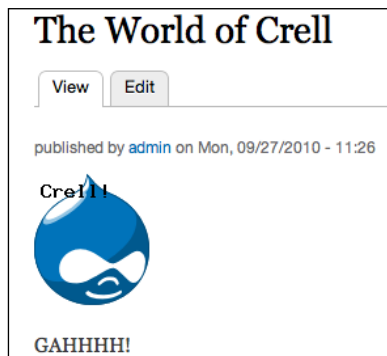 The World of Crell
View Edit
published by admin on Mon, 09/27/2010 - 11:26
Crell!
GAHHHH!